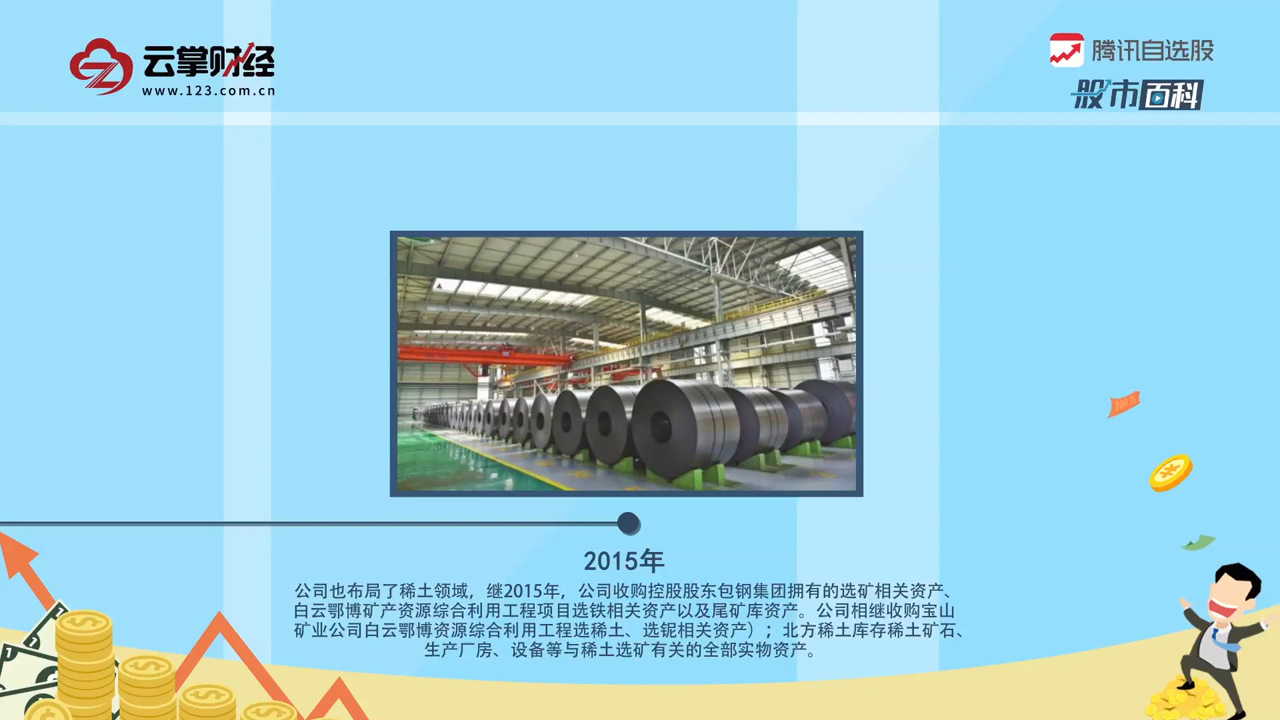 云掌财经
www.123.com.cn
腾讯自选股
股市百科
2015年
公司也布局了稀土领域，继2015年，公司收购控股股东包钢集团拥有的选矿相关资产、
白云鄂博矿产资源综合利用工程项目选铁相关资产以及尾矿库资产。公司相继收购宝山
矿业公司白云鄂博资源综合利用工程选稀土、选铌相关资产）；北方稀土库存稀土矿石、
生产厂房、设备等与稀土选矿有关的全部实物资产。